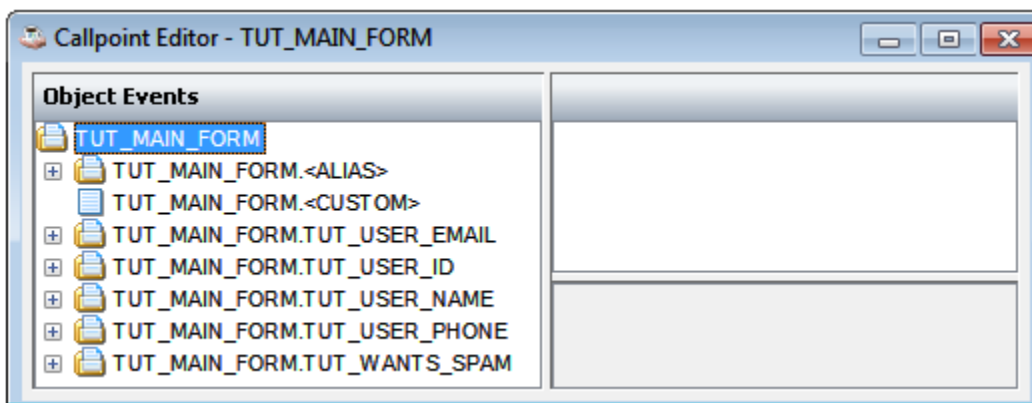 Callpoint Editor - TUT_MAIN_FORM
Object Events
TUT_MAIN_FORM
TUT_MAIN_FORM.<ALIAS>
TUT_MAIN_FORM.<CUSTOM>
TUT_MAIN_FORM.TUT_USER_EMAIL
TUT_MAIN_FORM.TUT_USER_ID
TUT_MAIN_FORM.TUT_USER_NAME
TUT_MAIN_FORM.TUT_USER_PHONE
TUT_MAIN_FORM.TUT_WANTS_SPAM